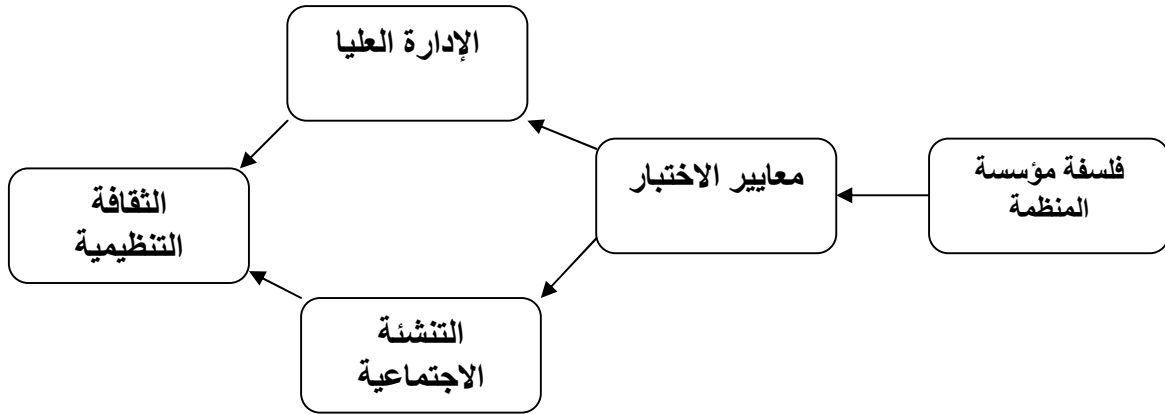 الإدارة العليا
معايير الاختبار
فلسفة مؤسسة
المنظمة
الثقافة
التنظيمية
التنشئة
الاجتماعية